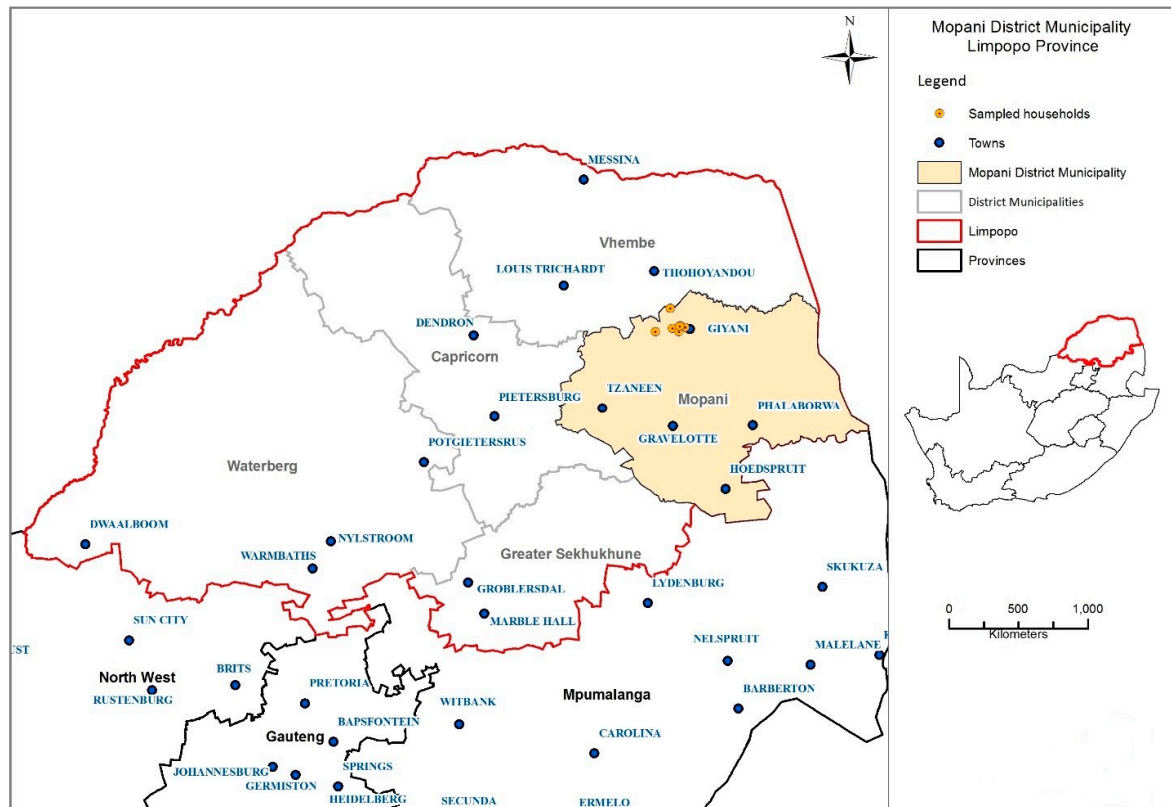 N
Mopani District Municipality
Limpopo Province
Legend
Sampled households
Towns
Mopani District Municipality
District Municipalities
Limpopo
Provinces
0 500 1,000
Kilometers
MESSINA
Vhembe
LOUIS TRICHARDT
THOHOYANDOU
DENDRON
GIYANI
Capricorn
TZANEEN
Mopani
PIETERSBURG
PHALABORWA
GRAVELOTTE
POTGIETERSRUS
Waterberg
HOEDSPRUIT
DWAALBOOM
NYLSTROOM
WARMBATHS
Greater Sekhukhune
GROBLERSDAL
LYDENBURG
SKUKUZA
MARBLE HALL
SUN CITY
NELSPRUIT
MALELANE
UST
North West
BRITS
RUSTENBURG
PRETORIA
Mpumalanga
WITBANK
BARBERTON
BAPSFONTEIN
Gauteng
CAROLINA
JOHANNESBURG
SPRINGS
GERMISTON
HEIDELBERG
SECUNDA
ERMELO